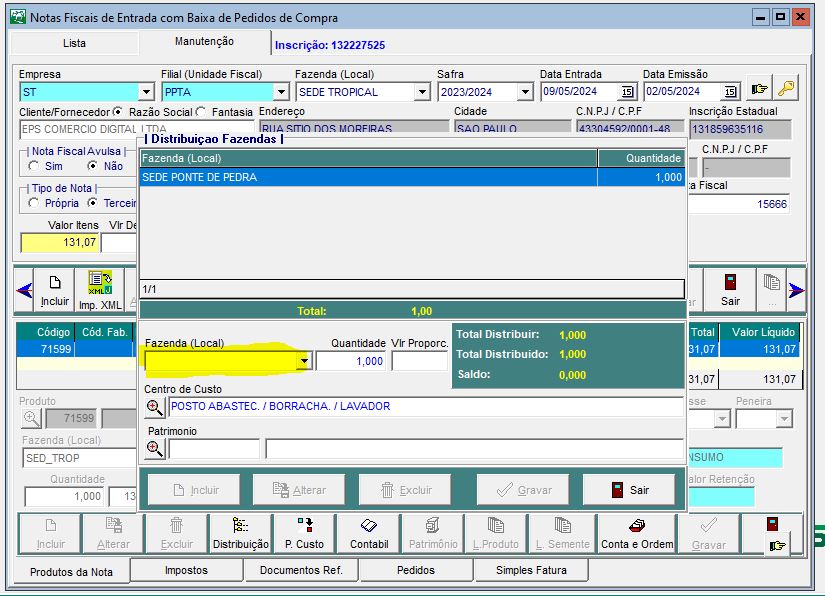 Notas Fiscais de Entrada com Baixa de Pedidos de Compra
Lista Manutenção Inscrição: 132227525
Empresa Filial (Unidade Fiscal) Fazenda (Local) Safra Data Entrada Data Emissão
ST PPTA SEDE TROPICAL 2023/2024 09/05/2024 15 02/05/2024 15
Cliente/Fornecedor Razão Social Fantasia Endereço Cidade C.N.P.J / C.P.F Inscrição Estadual
EPS COMERCIO DIGITAL LTDA RUA SITIO DOS MORFIRAS SAO PAULO 43304592/0001-48 131859635116
Nota Fiscal Avulsa Distribuiçao Fazendas C.N.P.J / C.P.F
Sim Não Fazenda (Local) Quantidade -
SEDE PONTE DE PEDRA 1,000
Tipo de Nota ta Fiscal
Própria Terceir 15666
Valor Itens Vlr De
131,07
Incluir Imp. XML A 1/1 ar Sair ...
Total: 1,00
Código Cód. Fab. Total Valor Líquido
71599 31,07 131,07
Fazenda (Local) Quantidade Vlr Proporc. Total Distribuir: 1,000
1,000 Total Distribuído: 1,000
Saldo: 0,000
31,07 131,07
Centro de Custo
POSTO ABASTEC. / BORRACHA. / LAVADOR
Produto sse Peneira
71599
Patrimonio
Fazenda (Local)
SED_TROP NSUMO
Quantidade alor Retenção
1,000 13
Incluir Alterar Excluir Gravar Sair
Incluir Alterar Excluir Distribuição P. Custo Contabil Patrimônio L.Produto L. Semente Conta e Ordem Gravar
Produtos da Nota Impostos Documentos Ref. Pedidos Simples Fatura